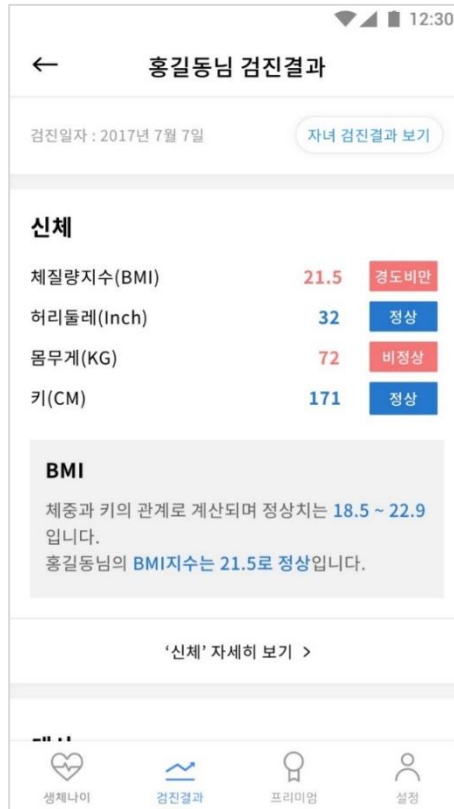 12:30
홍길동님 검진결과
검진일자 : 2017년 7월 7일
자녀 검진결과 보기
신체
체질량지수(BMI) 21.5 경도비만
허리둘레(Inch) 32 정상
몸무게(KG) 72 비정상
키(CM) 171 정상
BMI
체중과 키의 관계로 계산되며 정상치는 18.5 ~ 22.9
입니다.
홍길동님의 BMI지수는 21.5로 정상입니다.
‘신체’ 자세히 보기 >
생체나이 검진결과 프리미엄 설정